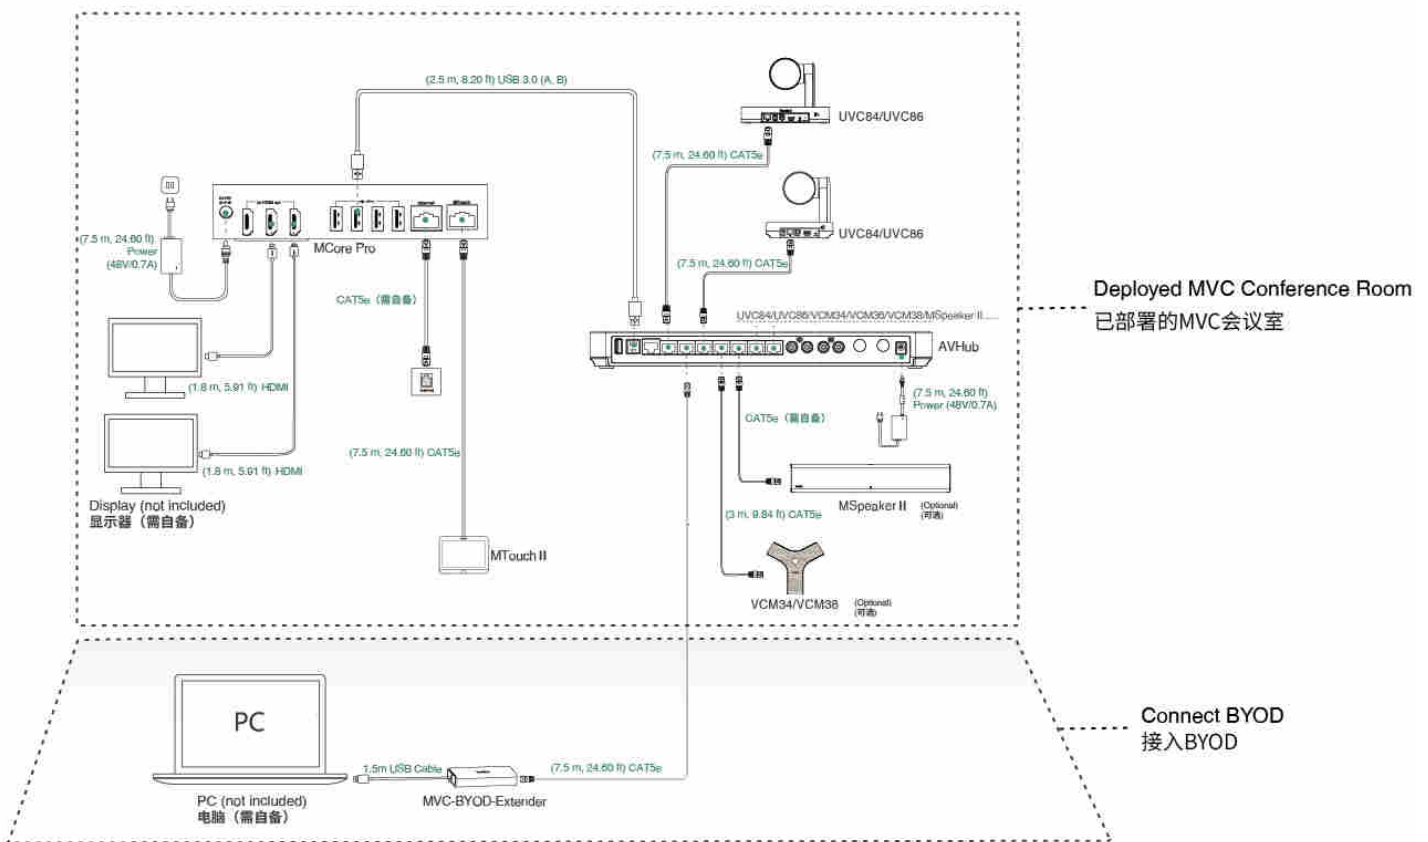 (2.5 m, 8.20 ft) USB 3.0 (A, B)
UVC84/UVC86
(7.5 m, 24.60 ft) CAT5e
UVC84/UVC86
(7.5 m, 24.60 ft) CAT5e
(7.5 m, 24.60 ft)
Power
(48V/0.7A)
MCore Pro
CAT5e（需自备）
UVC84/UVC86/VCM34/VCM36/VCM38/MSpeaker II......
AVHub
Deployed MVC Conference Room
已部署的MVC会议室
(1.8 m, 5.91 ft) HDMI
(7.5 m, 24.60 ft)
Power (48V/0.7A)
CAT5e（需自备）
(7.5 m, 24.60 ft) CAT5e
(1.8 m, 5.91 ft) HDMI
Display (not included)
显示器（需自备）
MSpeaker II
(Optional)
(可选)
(3 m, 9.84 ft) CAT5e
MTouch II
VCM34/VCM38
(Optional)
(可选)
PC
Connect BYOD
接入BYOD
1.5m USB Cable
(7.5 m, 24.60 ft) CAT5e
MVC-BYOD-Extender
PC (not included)
电脑（需自备）